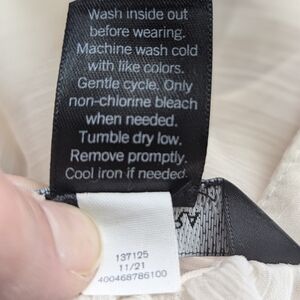 Wash inside out
before wearing.
Machine wash cold
with like colors.
Gentle cycle. Only
non-chlorine bleach
when needed.
Tumble dry low.
Remove promptly.
Cool iron if needed.
137125
11/21
400468786100